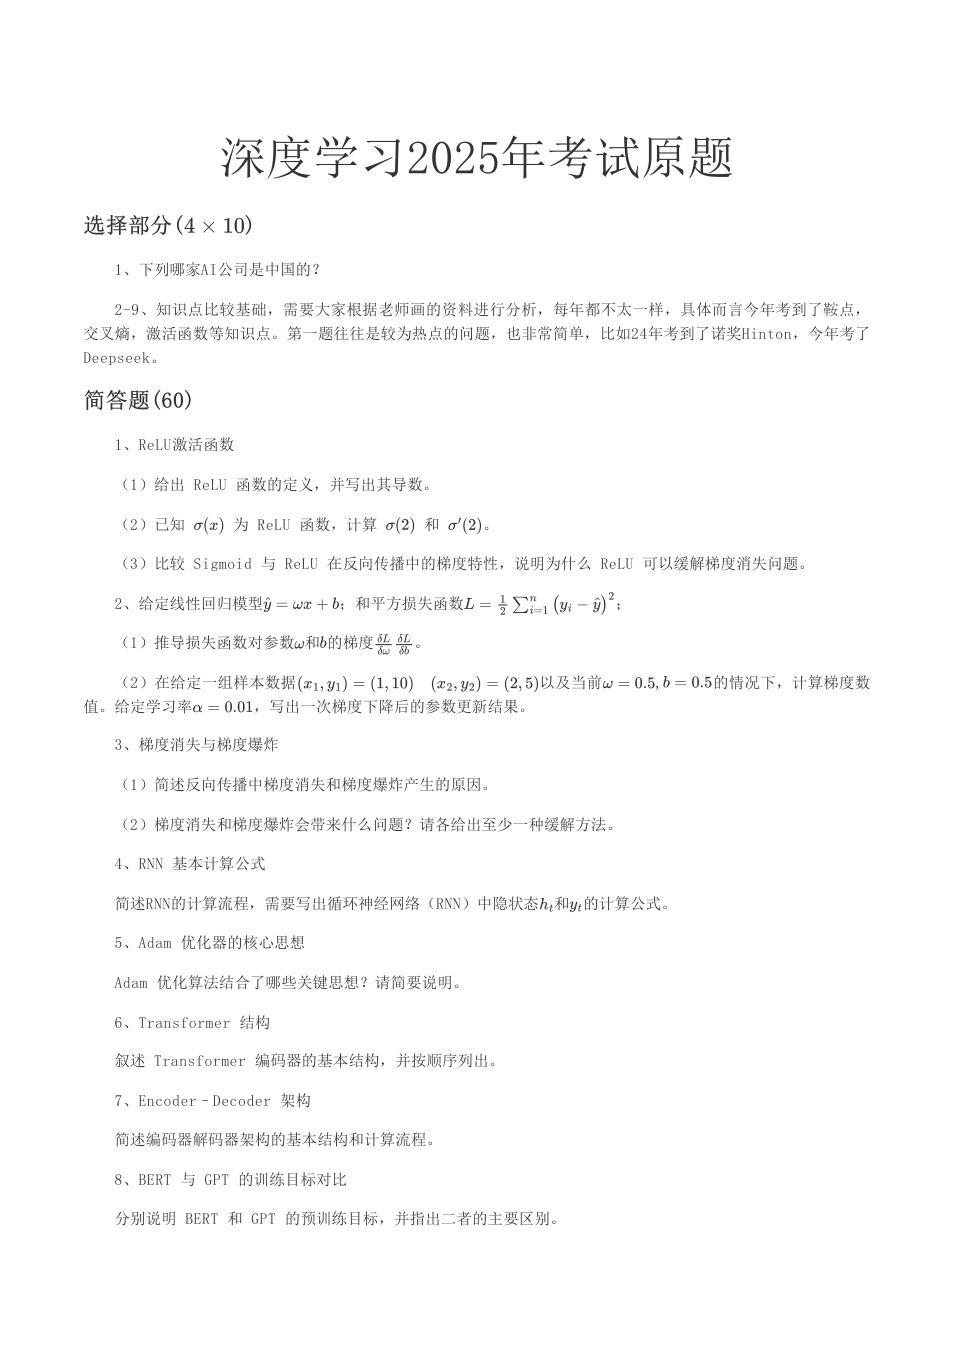 深度学习2025年考试原题
选择部分(4 × 10)
1、下列哪家AI公司是中国的?
2-9、知识点比较基础，需要大家根据老师画的资料进行分析，每年都不太一样，具体而言今年考到了鞍点，
交叉熵，激活函数等知识点。第一题往往是较为热点的问题，也非常简单，比如24年考到了诺奖Hinton，今年考了
Deepseek。
简答题(60)
1、ReLU激活函数
（1）给出 ReLU 函数的定义，并写出其导数。
（2）已知 σ(x) 为 ReLU 函数，计算 σ(2) 和 σ′(2)。
（3）比较 Sigmoid 与 ReLU 在反向传播中的梯度特性，说明为什么 ReLU 可以缓解梯度消失问题。
2、给定线性回归模型ŷ = ωx + b；和平方损失函数L = 1/2 ∑ᵢ₌₁ⁿ (yᵢ − ŷ)²；
（1）推导损失函数对参数ω和b的梯度 δL/δω δL/δb 。
（2）在给定一组样本数据(x₁, y₁) = (1, 10) (x₂, y₂) = (2, 5)以及当前ω = 0.5, b = 0.5的情况下，计算梯度数
值。给定学习率α = 0.01，写出一次梯度下降后的参数更新结果。
3、梯度消失与梯度爆炸
（1）简述反向传播中梯度消失和梯度爆炸产生的原因。
（2）梯度消失和梯度爆炸会带来什么问题？请各给出至少一种缓解方法。
4、RNN 基本计算公式
简述RNN的计算流程，需要写出循环神经网络（RNN）中隐状态hₜ和yₜ的计算公式。
5、Adam 优化器的核心思想
Adam 优化算法结合了哪些关键思想？请简要说明。
6、Transformer 结构
叙述 Transformer 编码器的基本结构，并按顺序列出。
7、Encoder–Decoder 架构
简述编码器解码器架构的基本结构和计算流程。
8、BERT 与 GPT 的训练目标对比
分别说明 BERT 和 GPT 的预训练目标，并指出二者的主要区别。